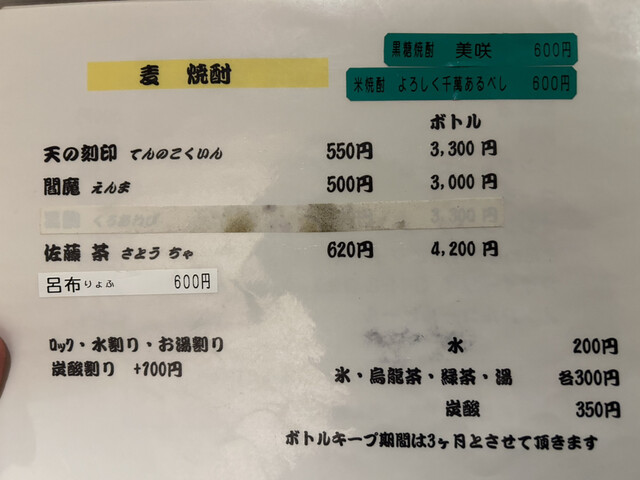 黒糖焼酎 美咲 600円
米焼酎 よろしく千萬あるべし 600円
麦 焼酎
ボトル
天の刻印 てんのこくいん 550円 3,300円
閻魔 えんま 500円 3,000円
3,300円
佐藤 茶 さとう ちゃ 620円 4,200円
呂布 りょふ 600円
ロック・水割り・お湯割り
炭酸割り +100円
水 200円
氷・烏龍茶・緑茶・湯 各300円
炭酸 350円
ボトルキープ期間は3ヶ月とさせて頂きます